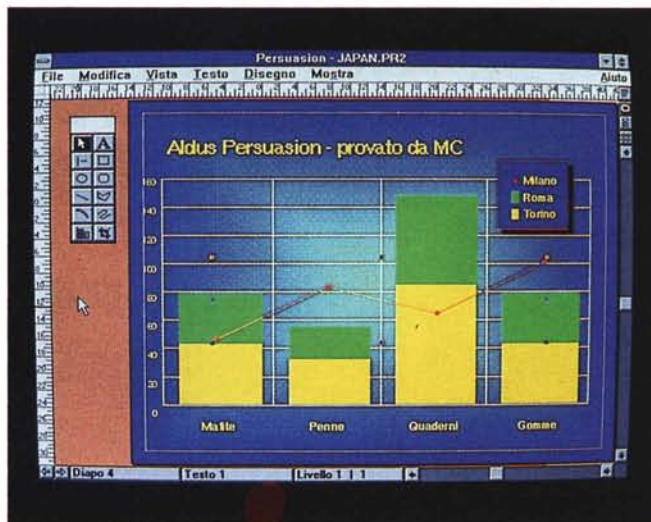 Persuasion - JAPAN.PR2
File Modifica Vista Testo Disegno Mostra Aiuto
Aldus Persuasion - provato da MC
Milano
Roma
Torino
160
140
120
100
80
60
40
20
0
Matite Penne Quaderni Gomme
Diapo 4 Testo 1 Livello 1 | 1